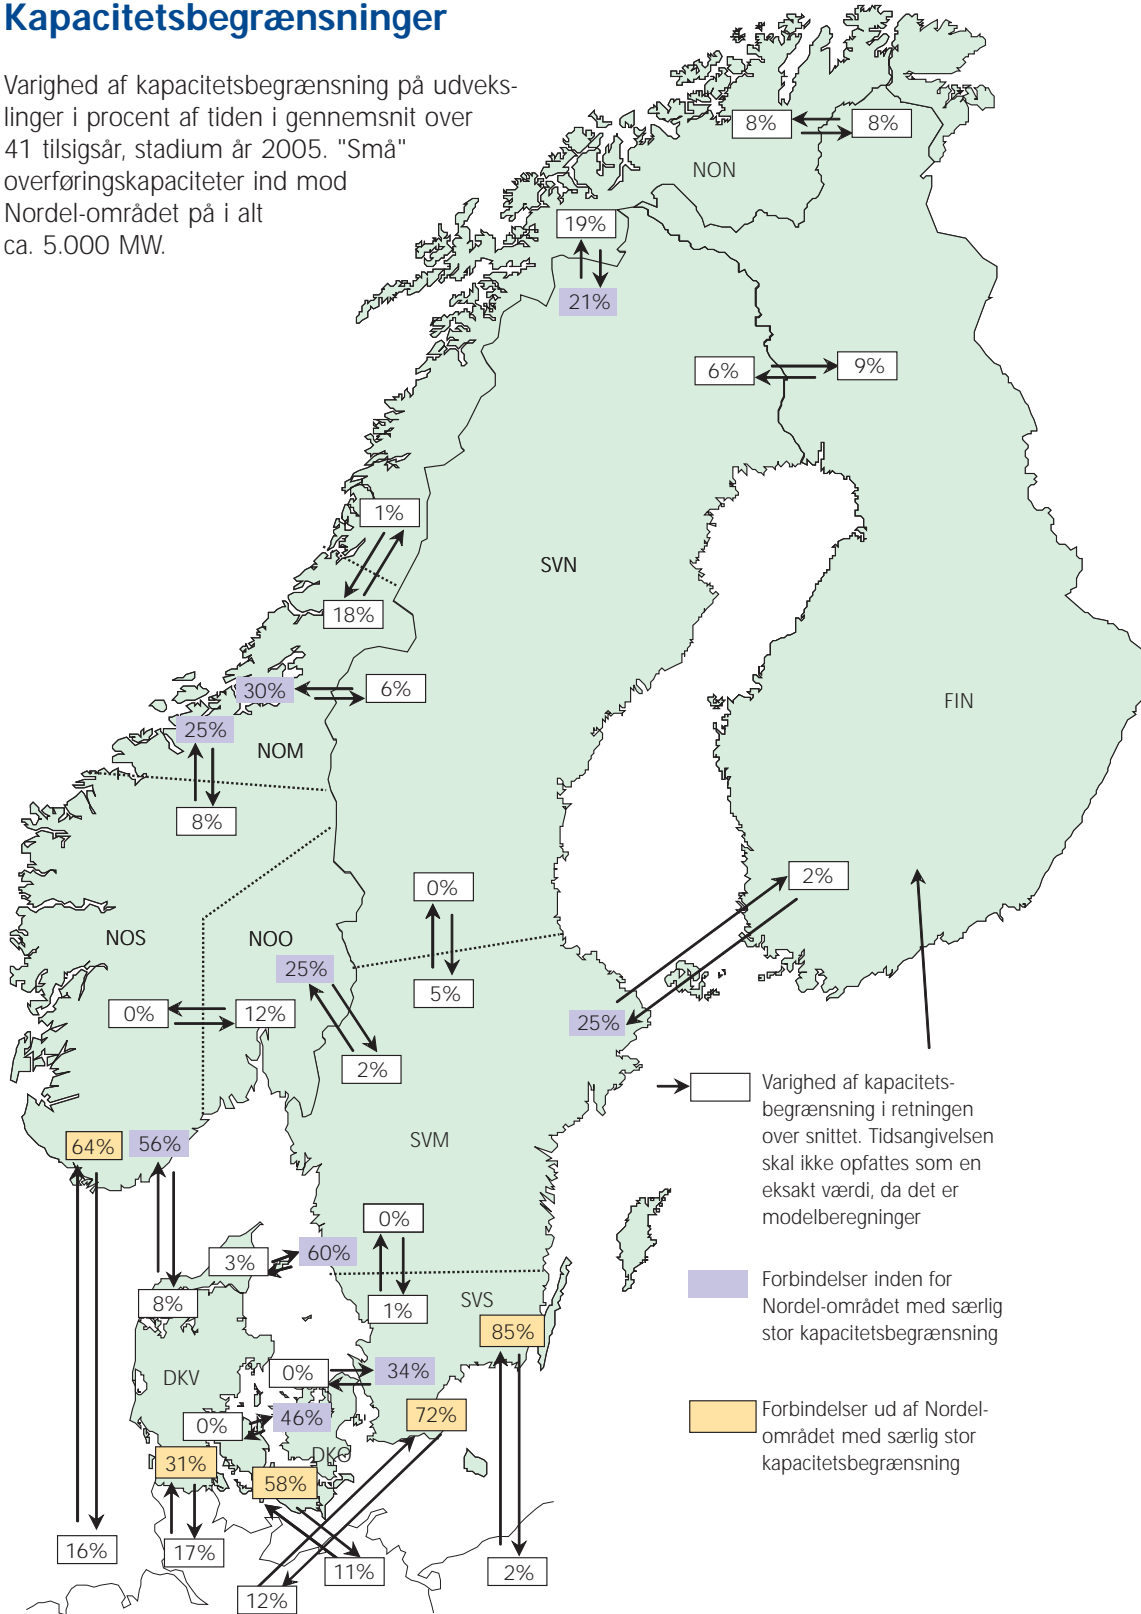 Kapacitetsbegrænsninger
Varighed af kapacitetsbegrænsning på udveks-
linger i procent af tiden i gennemsnit over
41 tilsigsår, stadium år 2005. "Små"
overføringskapaciteter ind mod
Nordel-området på i alt
ca. 5.000 MW.
8%
8%
NON
19%
21%
6%
9%
1%
SVN
18%
30%
6%
FIN
25%
NOM
8%
2%
0%
NOS
NOO
25%
5%
0%
12%
25%
2%
Varighed af kapacitets-
begrænsning i retningen
over snittet. Tidsangivelsen
skal ikke opfattes som en
eksakt værdi, da det er
modelberegninger
64%
56%
SVM
0%
3%
60%
Forbindelser inden for
Nordel-området med særlig
stor kapacitetsbegrænsning
8%
1%
SVS
85%
DKV
0%
34%
0%
46%
72%
Forbindelser ud af Nordel-
området med særlig stor
kapacitetsbegrænsning
DKO
31%
58%
16%
17%
11%
2%
12%